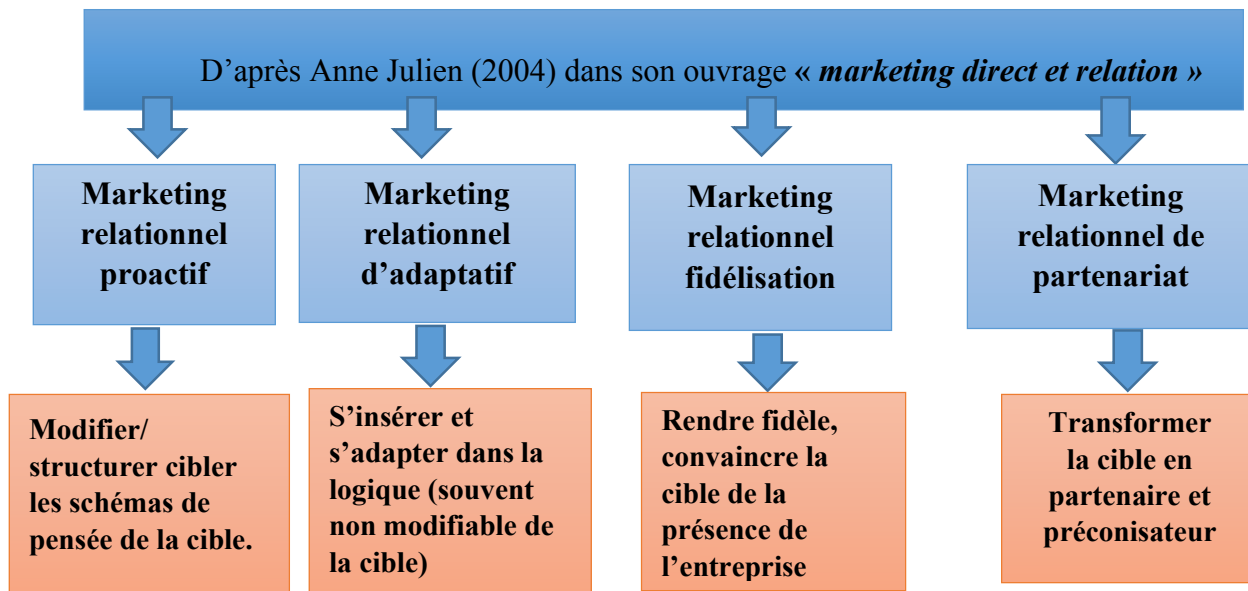 D’après Anne Julien (2004) dans son ouvrage « marketing direct et relation »
Marketing
relationnel
proactif
Marketing
relationnel
d’adaptatif
Marketing
relationnel
fidélisation
Marketing
relationnel de
partenariat
Modifier/
structurer cibler
les schémas de
pensée de la cible.
S’insérer et
s’adapter dans la
logique (souvent
non modifiable de
la cible)
Rendre fidèle,
convaincre la
cible de la
présence de
l’entreprise
Transformer
la cible en
partenaire et
préconisateur